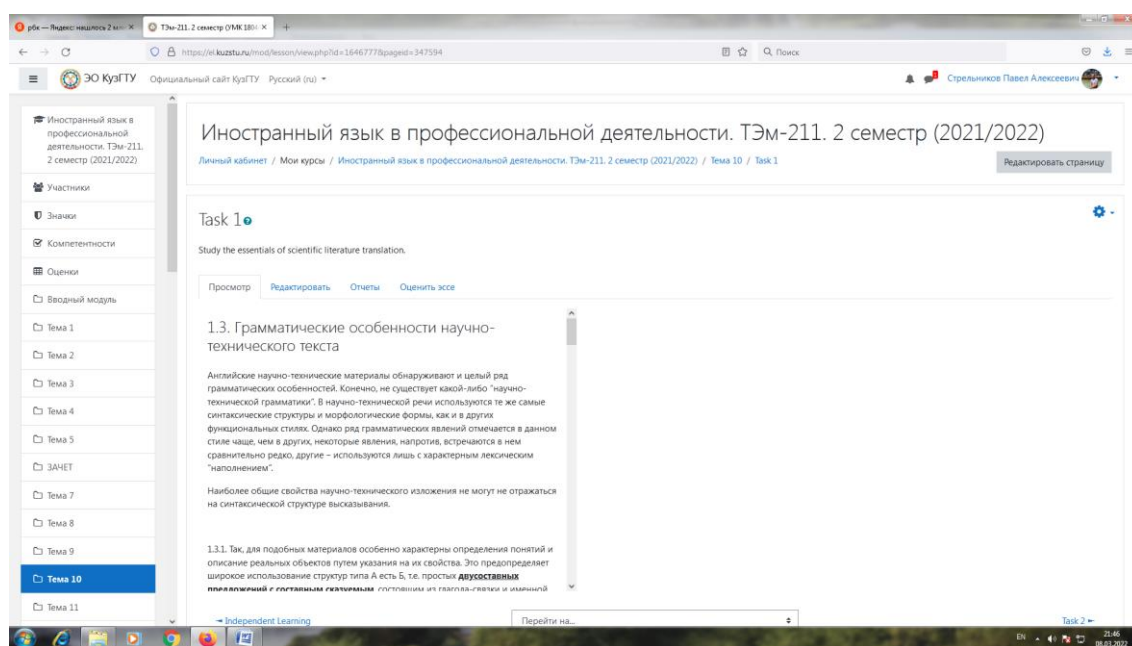 рбк — Яндекс: нашлось 2 млн
ТЭм-211. 2 семестр (УМК 1804
https://el.kuzstu.ru/mod/lesson/view.php?id=1646777&pageid=347594
Поиск
ЭО КузГТУ
Официальный сайт КузГТУ
Русский (ru)
Стрельников Павел Алексеевич
Иностранный язык в
профессиональной
деятельности. ТЭм-211.
2 семестр (2021/2022)
Участники
Значки
Компетентности
Оценки
Вводный модуль
Тема 1
Тема 2
Тема 3
Тема 4
Тема 5
ЗАЧЕТ
Тема 7
Тема 8
Тема 9
Тема 10
Тема 11
Иностранный язык в профессиональной деятельности. ТЭм-211. 2 семестр (2021/2022)
Личный кабинет / Мои курсы / Иностранный язык в профессиональной деятельности. ТЭм-211. 2 семестр (2021/2022) / Тема 10 / Task 1
Редактировать страницу
Task 1
Study the essentials of scientific literature translation.
Просмотр Редактировать Отчеты Оценить эссе
1.3. Грамматические особенности научно-
технического текста
Английские научно-технические материалы обнаруживают и целый ряд
грамматических особенностей. Конечно, не существует какой-либо "научно-
технической грамматики". В научно-технической речи используются те же самые
синтаксические структуры и морфологические формы, как и в других
функциональных стилях. Однако ряд грамматических явлений отмечается в данном
стиле чаще, чем в других, некоторые явления, напротив, встречаются в нем
сравнительно редко, другие – используются лишь с характерным лексическим
"наполнением".
Наиболее общие свойства научно-технического изложения не могут не отражаться
на синтаксической структуре высказывания.
1.3.1. Так, для подобных материалов особенно характерны определения понятий и
описание реальных объектов путем указания на их свойства. Это предопределяет
широкое использование структур типа А есть Б, т.е. простых двусоставных
предложений с составным сказуемым, состоящим из глагола-связки и именной
Independent Learning
Перейти на...
Task 2
EN
21:46
08.03.2022